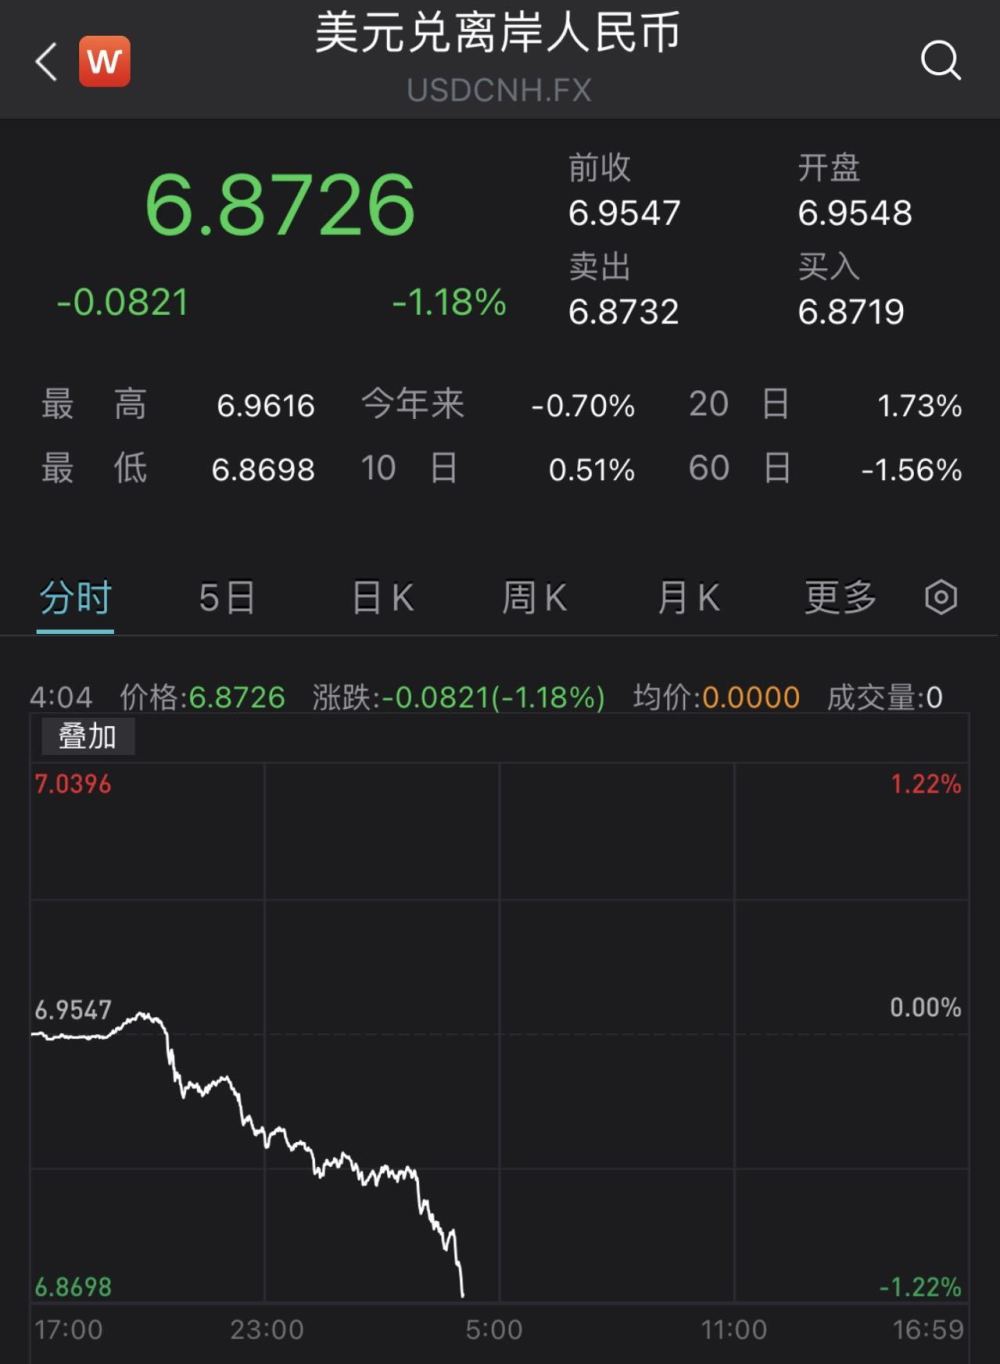 美元兑离岸人民币
W
USDCNH.FX
6.8726
-0.0821 -1.18%
前收 开盘
6.9547 6.9548
卖出 买入
6.8732 6.8719
最高 6.9616 今年来 -0.70% 20日 1.73%
最低 6.8698 10日 0.51% 60日 -1.56%
分时 5日 日K 周K 月K 更多
4:04 价格:6.8726 涨跌:-0.0821(-1.18%) 均价:0.0000 成交量:0
叠加
7.0396 1.22%
6.9547 0.00%
6.8698 -1.22%
17:00 23:00 5:00 11:00 16:59